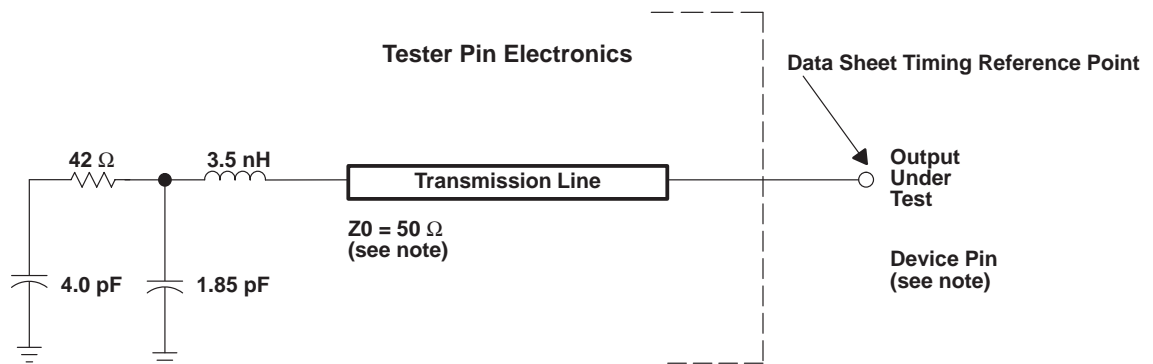 Tester Pin Electronics
Data Sheet Timing Reference Point
42 Ω
3.5 nH
Transmission Line
Output
Under
Test
Z0 = 50 Ω
(see note)
Device Pin
(see note)
4.0 pF
1.85 pF